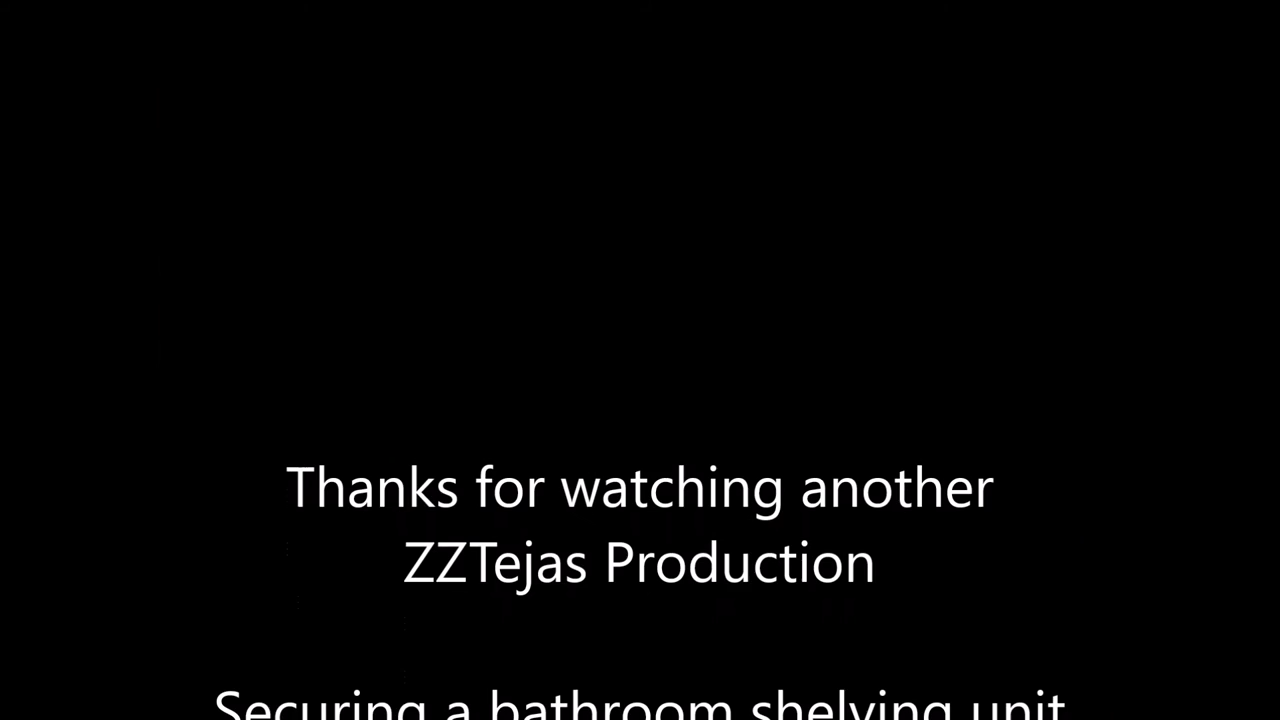 Thanks for watching another
ZZTejas Production
Securing a bathroom shelving unit